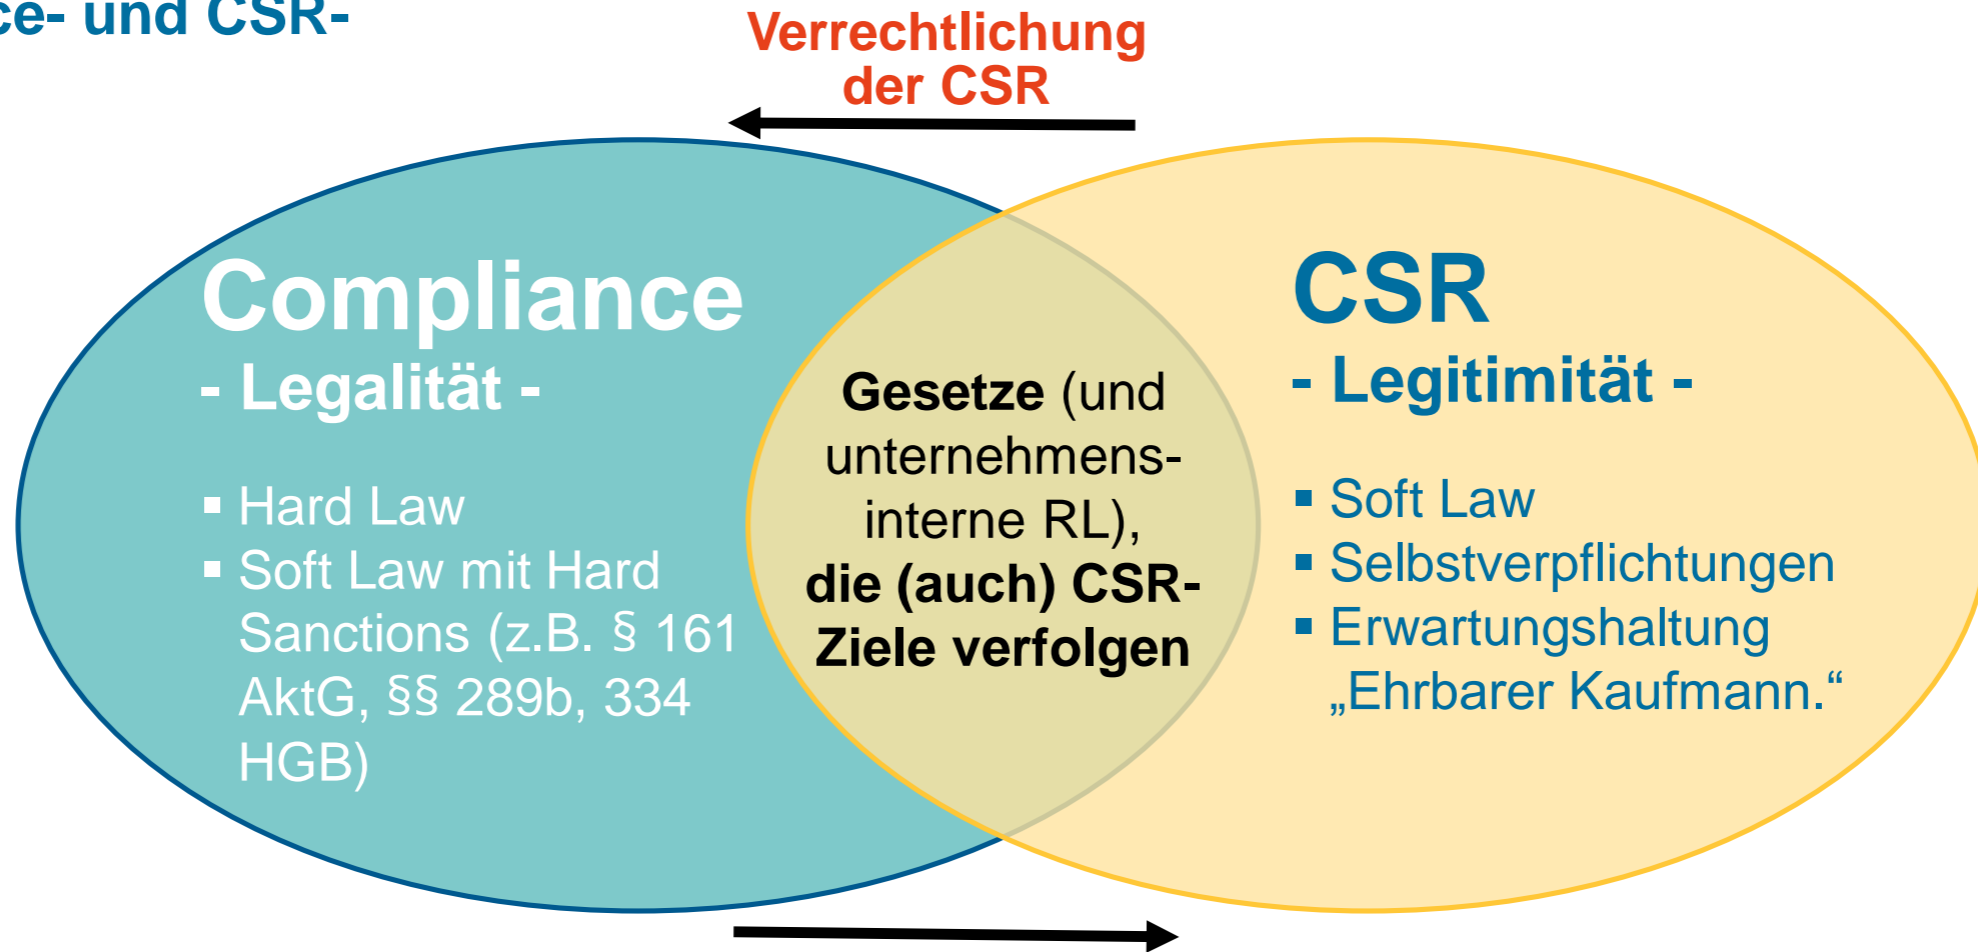 ce- und CSR-
Verrechtlichung
der CSR
Compliance
- Legalität -
▪ Hard Law
▪ Soft Law mit Hard
Sanctions (z.B. § 161
AktG, §§ 289b, 334
HGB)
Gesetze (und
unternehmens-
interne RL),
die (auch) CSR-
Ziele verfolgen
CSR
- Legitimität -
▪ Soft Law
▪ Selbstverpflichtungen
▪ Erwartungshaltung
„Ehrbarer Kaufmann.“